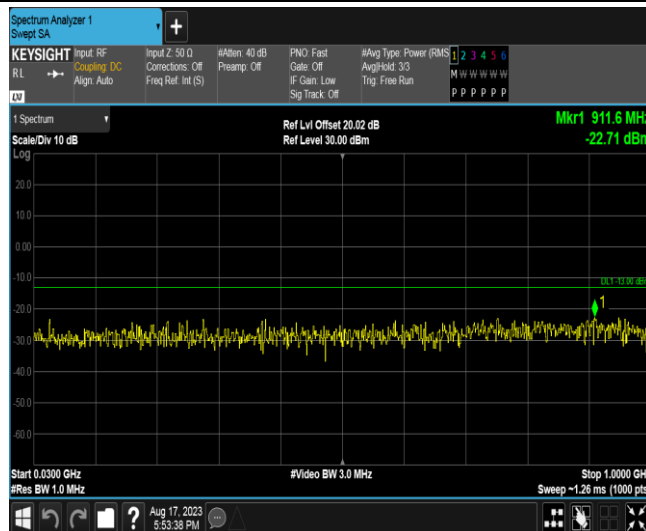 Spectrum Analyzer 1
Swept SA
+
KEYSIGHT
RL
LXI
Input: RF
Coupling: DC
Align: Auto
Input Z: 50 Ω
Corrections: Off
Freq Ref: Int (S)
#Atten: 40 dB
Preamp: Off
PNO: Fast
Gate: Off
IF Gain: Low
Sig Track: Off
#Avg Type: Power (RMS
Avg|Hold: 3/3
Trig: Free Run
1 2 3 4 5 6
M W W W W W
P P P P P P
1 Spectrum
Scale/Div 10 dB
Ref Lvl Offset 20.02 dB
Ref Level 30.00 dBm
Mkr1 911.6 MHz
-22.71 dBm
Log
20.0
10.0
0.00
-10.0
-20.0
-30.0
-40.0
-50.0
-60.0
DL1 -13.00 dBm
1
Start 0.0300 GHz
#Res BW 1.0 MHz
#Video BW 3.0 MHz
Stop 1.0000 GHz
Sweep ~1.26 ms (1000 pts
?
Aug 17, 2023
5:53:38 PM